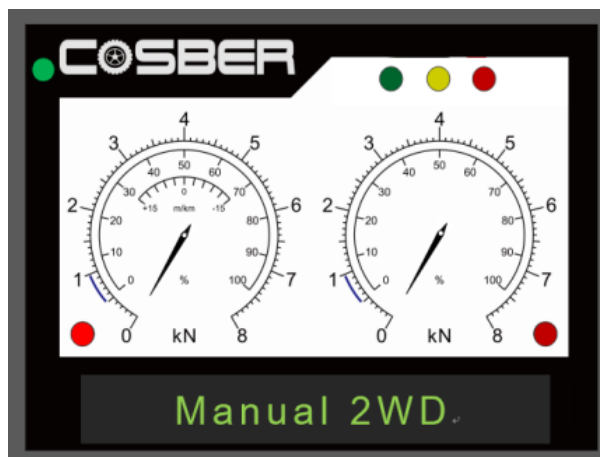 COSBER
4 4
3 5 3 5
50 50
40 60 40 60
30 0 70 30 70
+15 m/km -15
2 20 80 6 2 20 80 6
10 90 10 90
1 0 % 100 7 1 0 % 100 7
0 kN 8 0 kN 8
Manual 2WD